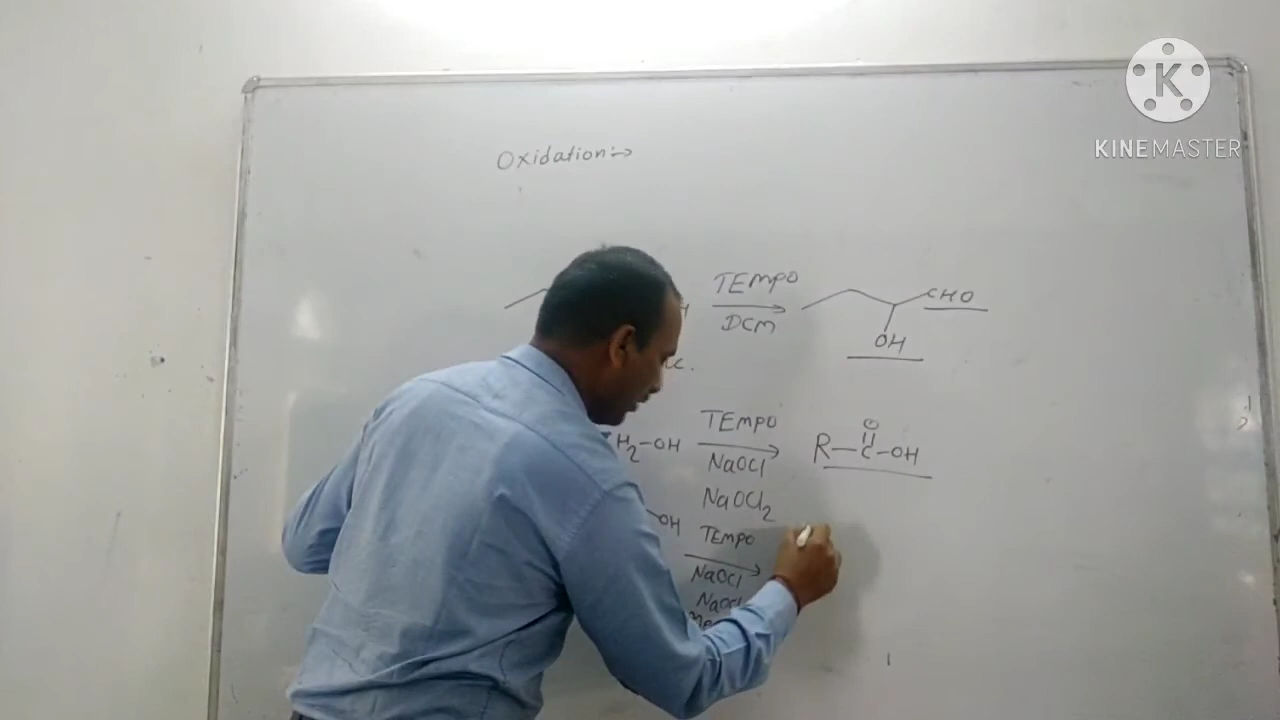 KINEMASTER
Oxidation:→
TEMPO
DCM
CHO
OH
TEMPO
NaOCl
NaOCl2
H2-OH
R-C-OH
O
OH
TEMPO
NaOCl